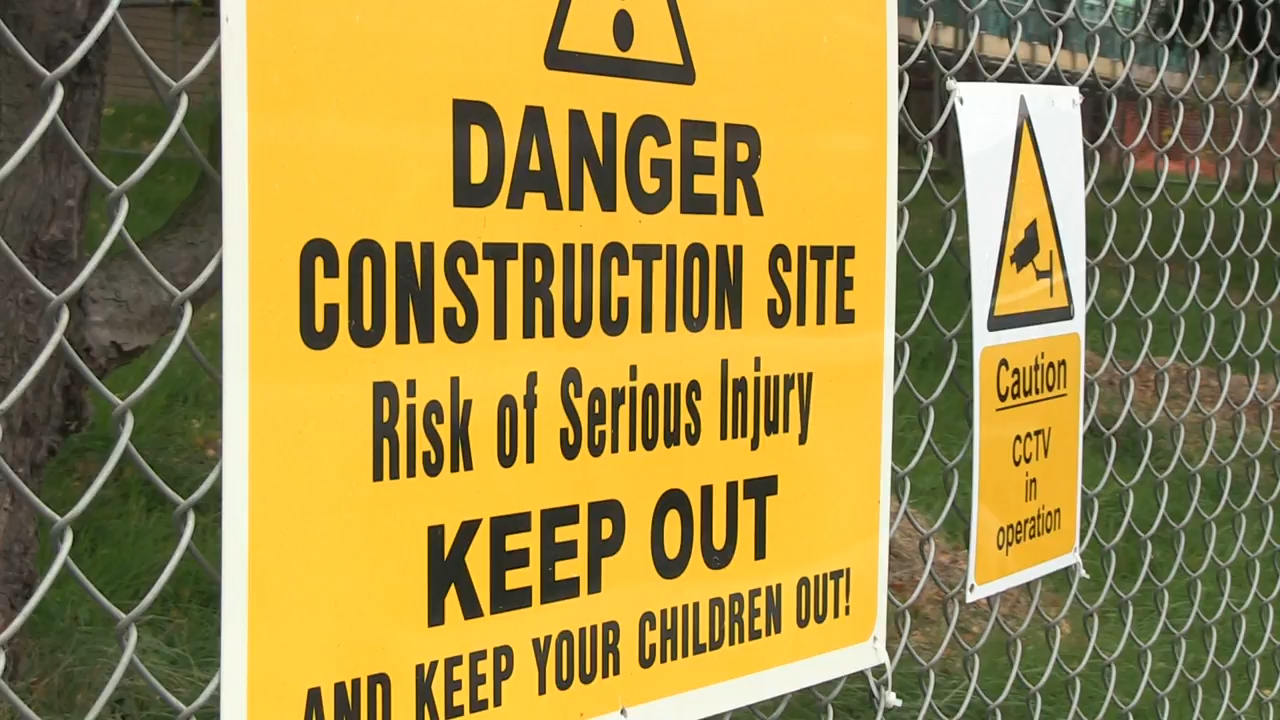 DANGER
CONSTRUCTION SITE
Risk of Serious Injury
KEEP OUT
AND KEEP YOUR CHILDREN OUT!
Caution
CCTV
in
operation